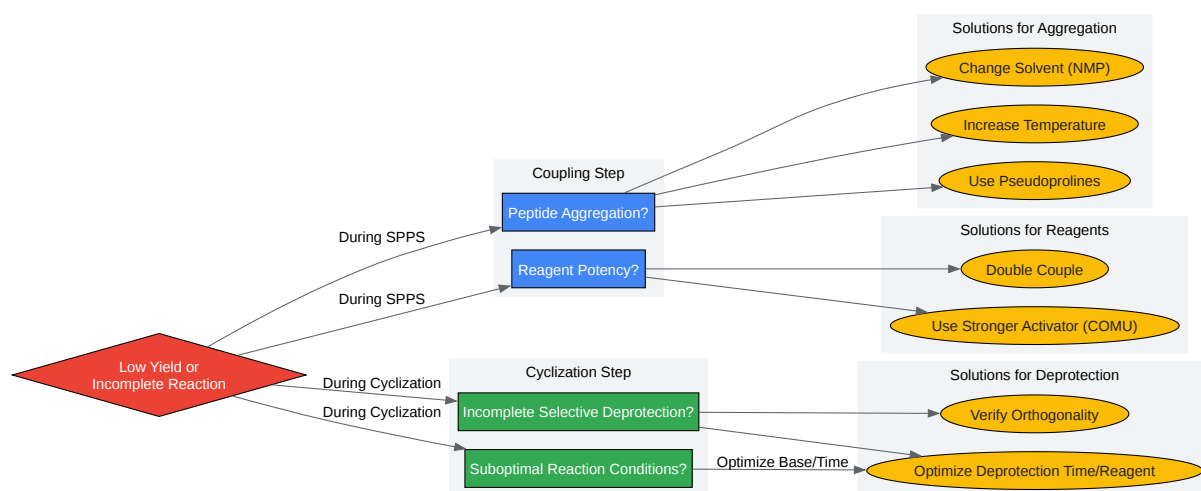 Solutions for Aggregation
Change Solvent (NMP)
Increase Temperature
Use Pseudoprolines
Coupling Step
Peptide Aggregation?
Reagent Potency?
During SPPS
During SPPS
Solutions for Reagents
Double Couple
Use Stronger Activator (COMU)
Low Yield or
Incomplete Reaction
During Cyclization
During Cyclization
Cyclization Step
Incomplete Selective Deprotection?
Suboptimal Reaction Conditions?
Optimize Base/Time
Solutions for Deprotection
Verify Orthogonality
Optimize Deprotection Time/Reagent